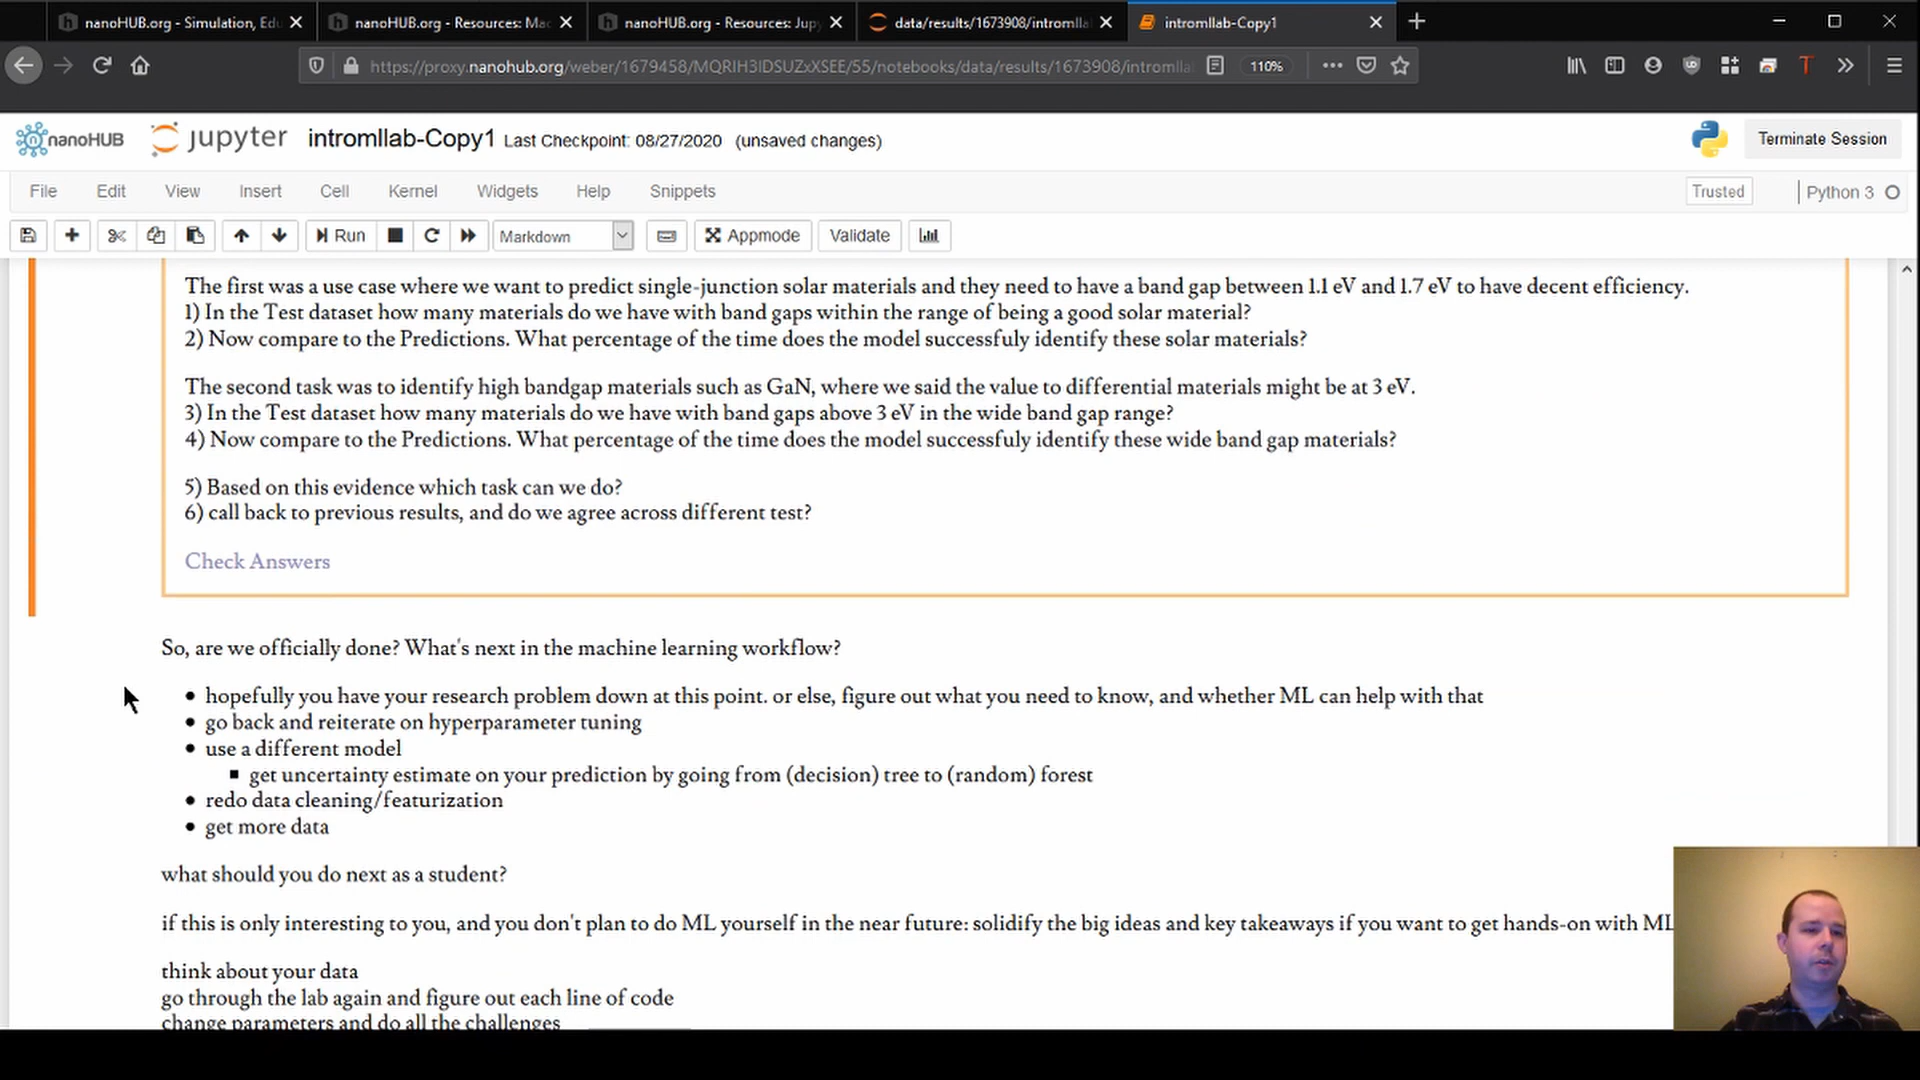 nanoHUB.org - Simulation, Edu
nanoHUB.org - Resources: Mac
nanoHUB.org - Resources: Jupy
data/results/1673908/intromlla
intromllab-Copy1
https://proxy.nanohub.org/weber/1679458/MQRIH3IDSUZxXSEE/55/notebooks/data/results/1673908/intromlla
110%
nanoHUB
jupyter
intromllab-Copy1 Last Checkpoint: 08/27/2020 (unsaved changes)
Terminate Session
File Edit View Insert Cell Kernel Widgets Help Snippets
Trusted
Python 3
Run
Markdown
Appmode
Validate
The first was a use case where we want to predict single-junction solar materials and they need to have a band gap between 1.1 eV and 1.7 eV to have decent efficiency.
1) In the Test dataset how many materials do we have with band gaps within the range of being a good solar material?
2) Now compare to the Predictions. What percentage of the time does the model successfuly identify these solar materials?
The second task was to identify high bandgap materials such as GaN, where we said the value to differential materials might be at 3 eV.
3) In the Test dataset how many materials do we have with band gaps above 3 eV in the wide band gap range?
4) Now compare to the Predictions. What percentage of the time does the model successfuly identify these wide band gap materials?
5) Based on this evidence which task can we do?
6) call back to previous results, and do we agree across different test?
Check Answers
So, are we officially done? What's next in the machine learning workflow?
• hopefully you have your research problem down at this point. or else, figure out what you need to know, and whether ML can help with that
• go back and reiterate on hyperparameter tuning
• use a different model
▪ get uncertainty estimate on your prediction by going from (decision) tree to (random) forest
• redo data cleaning/featurization
• get more data
what should you do next as a student?
if this is only interesting to you, and you don't plan to do ML yourself in the near future: solidify the big ideas and key takeaways if you want to get hands-on with ML
think about your data
go through the lab again and figure out each line of code
change parameters and do all the challenges